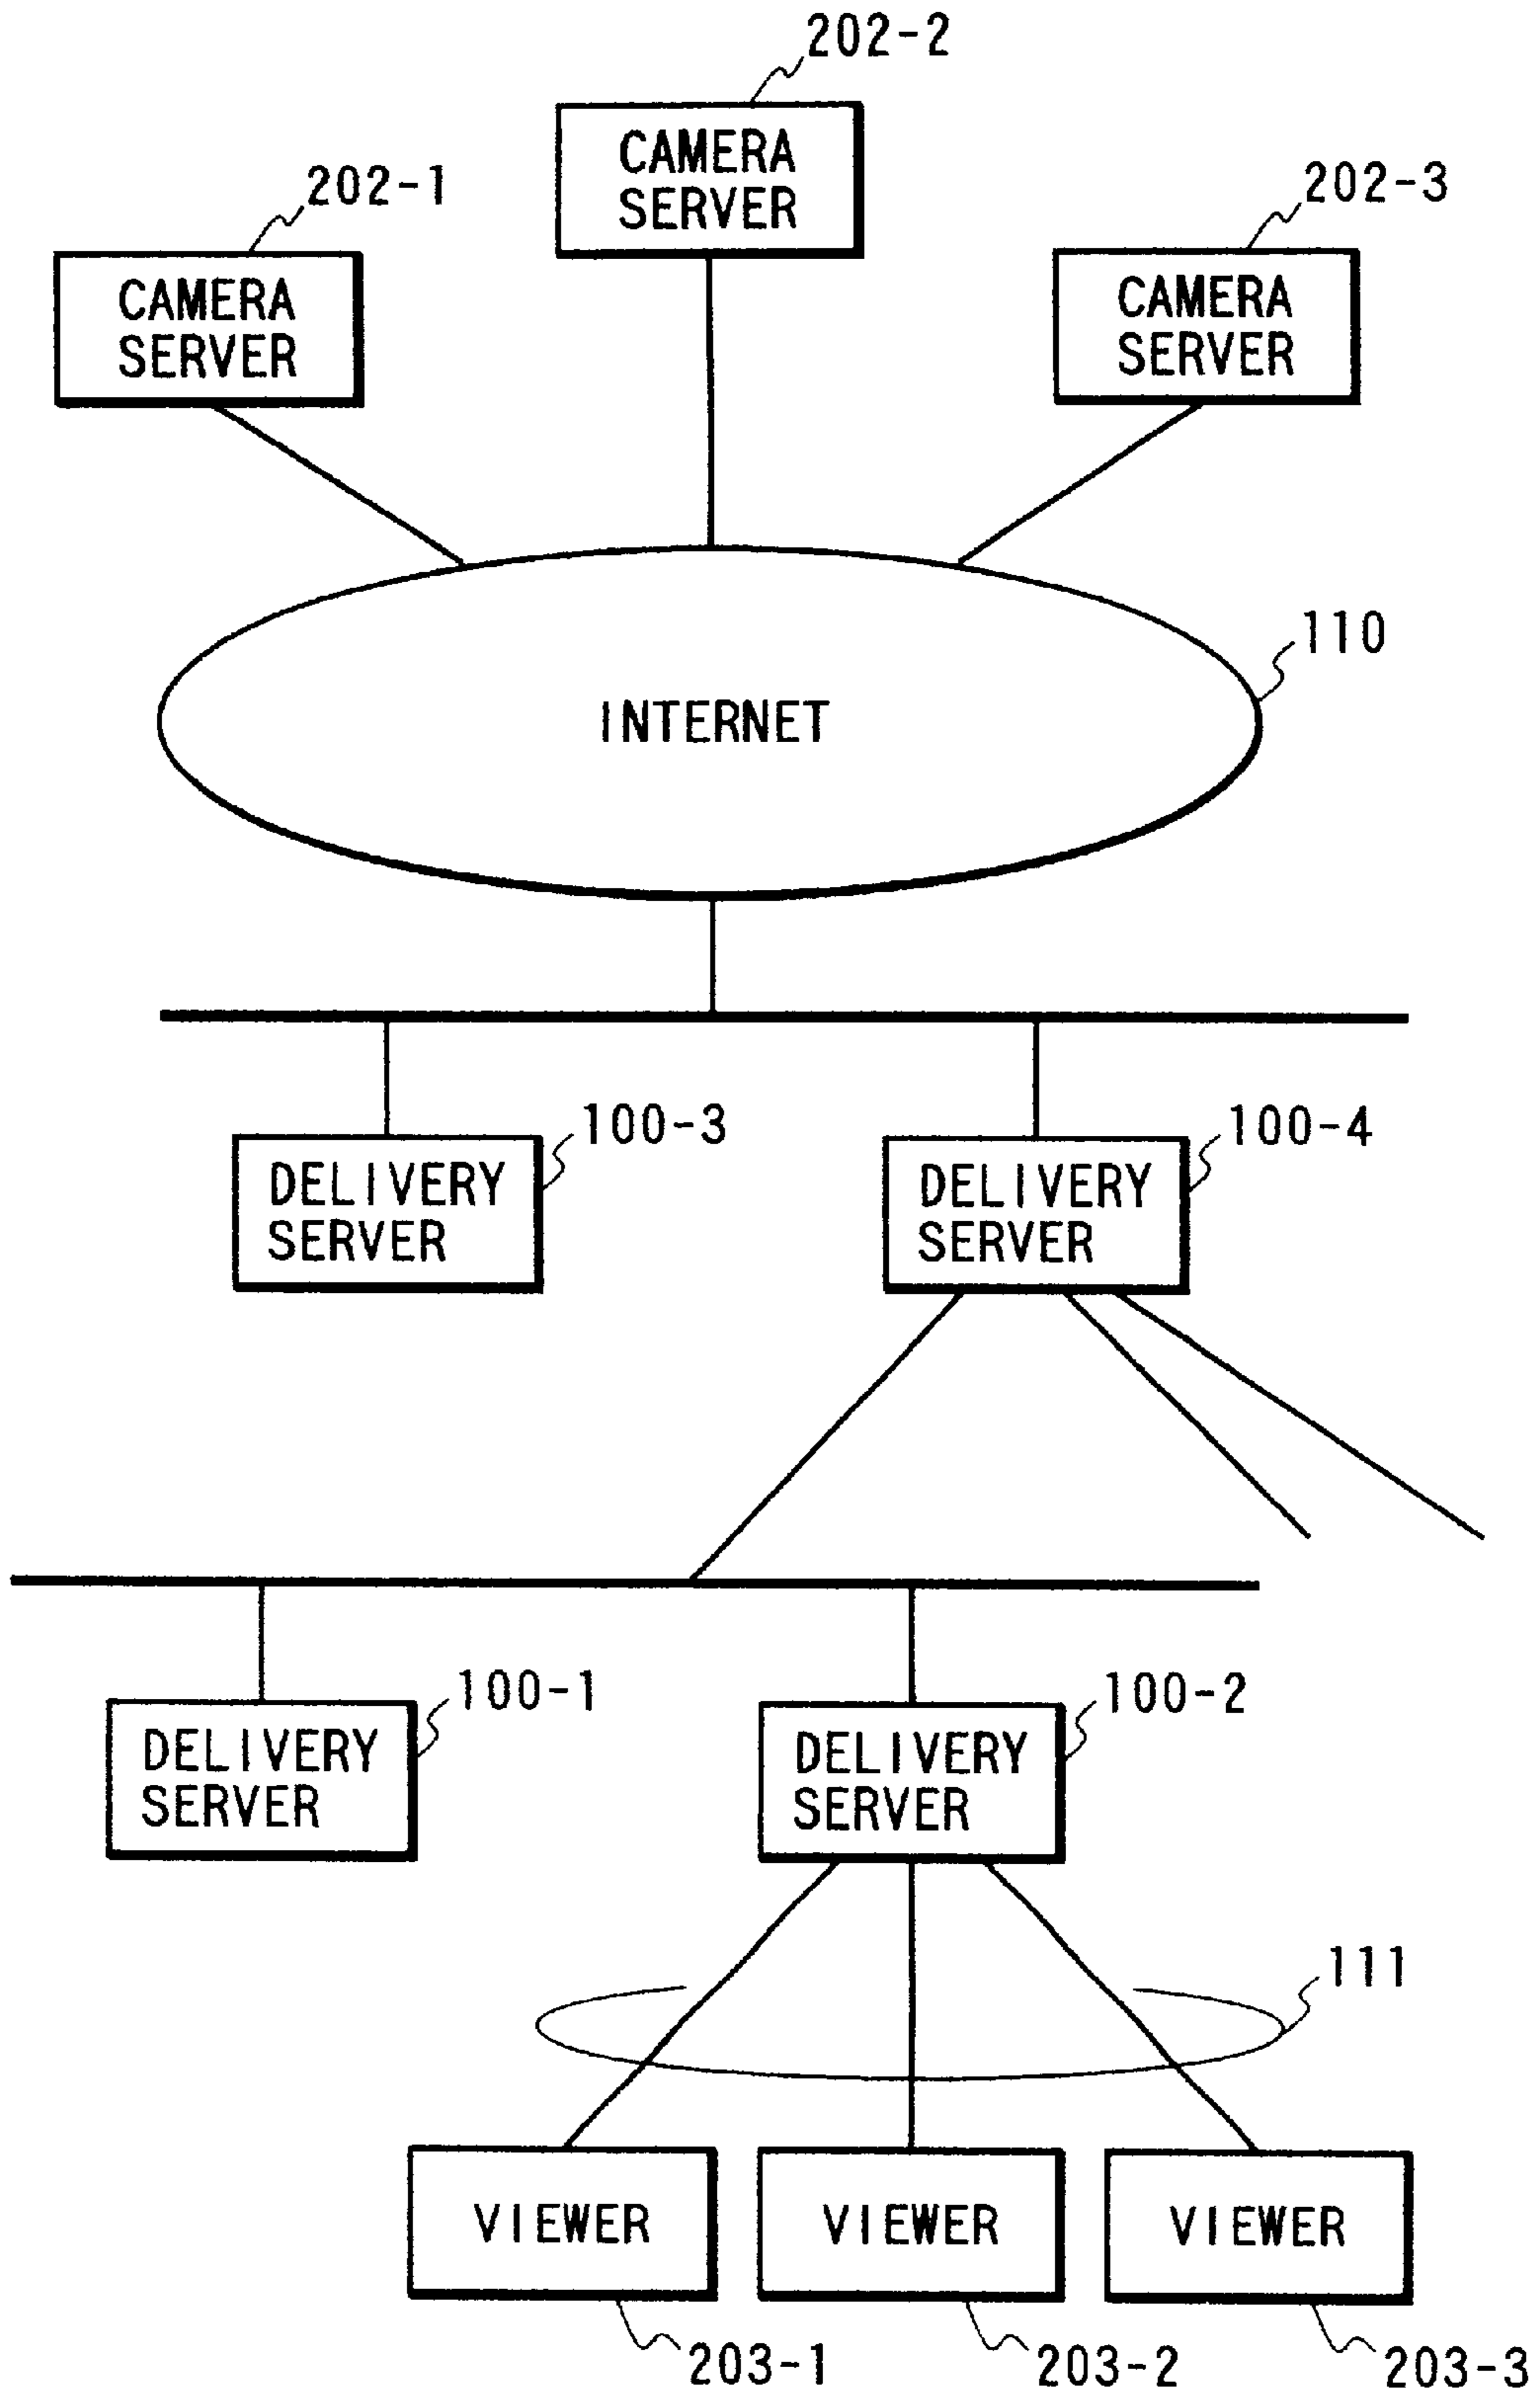 202-2
CAMERA
SERVER
202-1
CAMERA
SERVER
202-3
CAMERA
SERVER
110
INTERNET
100-3
DELIVERY
SERVER
100-4
DELIVERY
SERVER
100-1
DELIVERY
SERVER
100-2
DELIVERY
SERVER
111
VIEWER
VIEWER
VIEWER
203-1
203-2
203-3